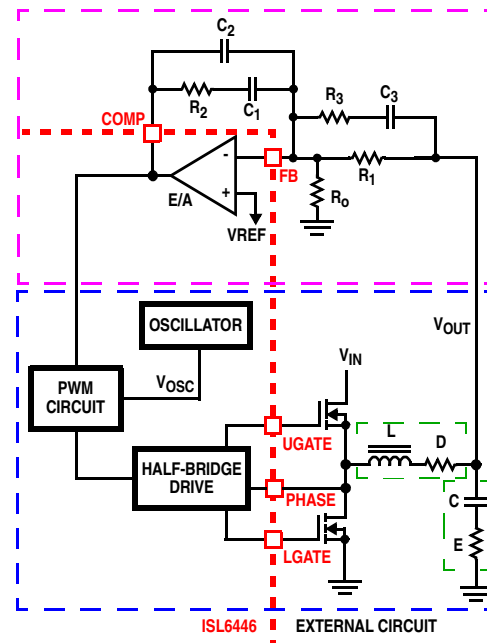 C2
R2
C1
R3
C3
COMP
-
+
E/A
FB
R1
Ro
VREF
VOUT
OSCILLATOR
VIN
PWM
CIRCUIT
VOSC
UGATE
L
D
HALF-BRIDGE
DRIVE
PHASE
C
E
LGATE
ISL6446
EXTERNAL CIRCUIT